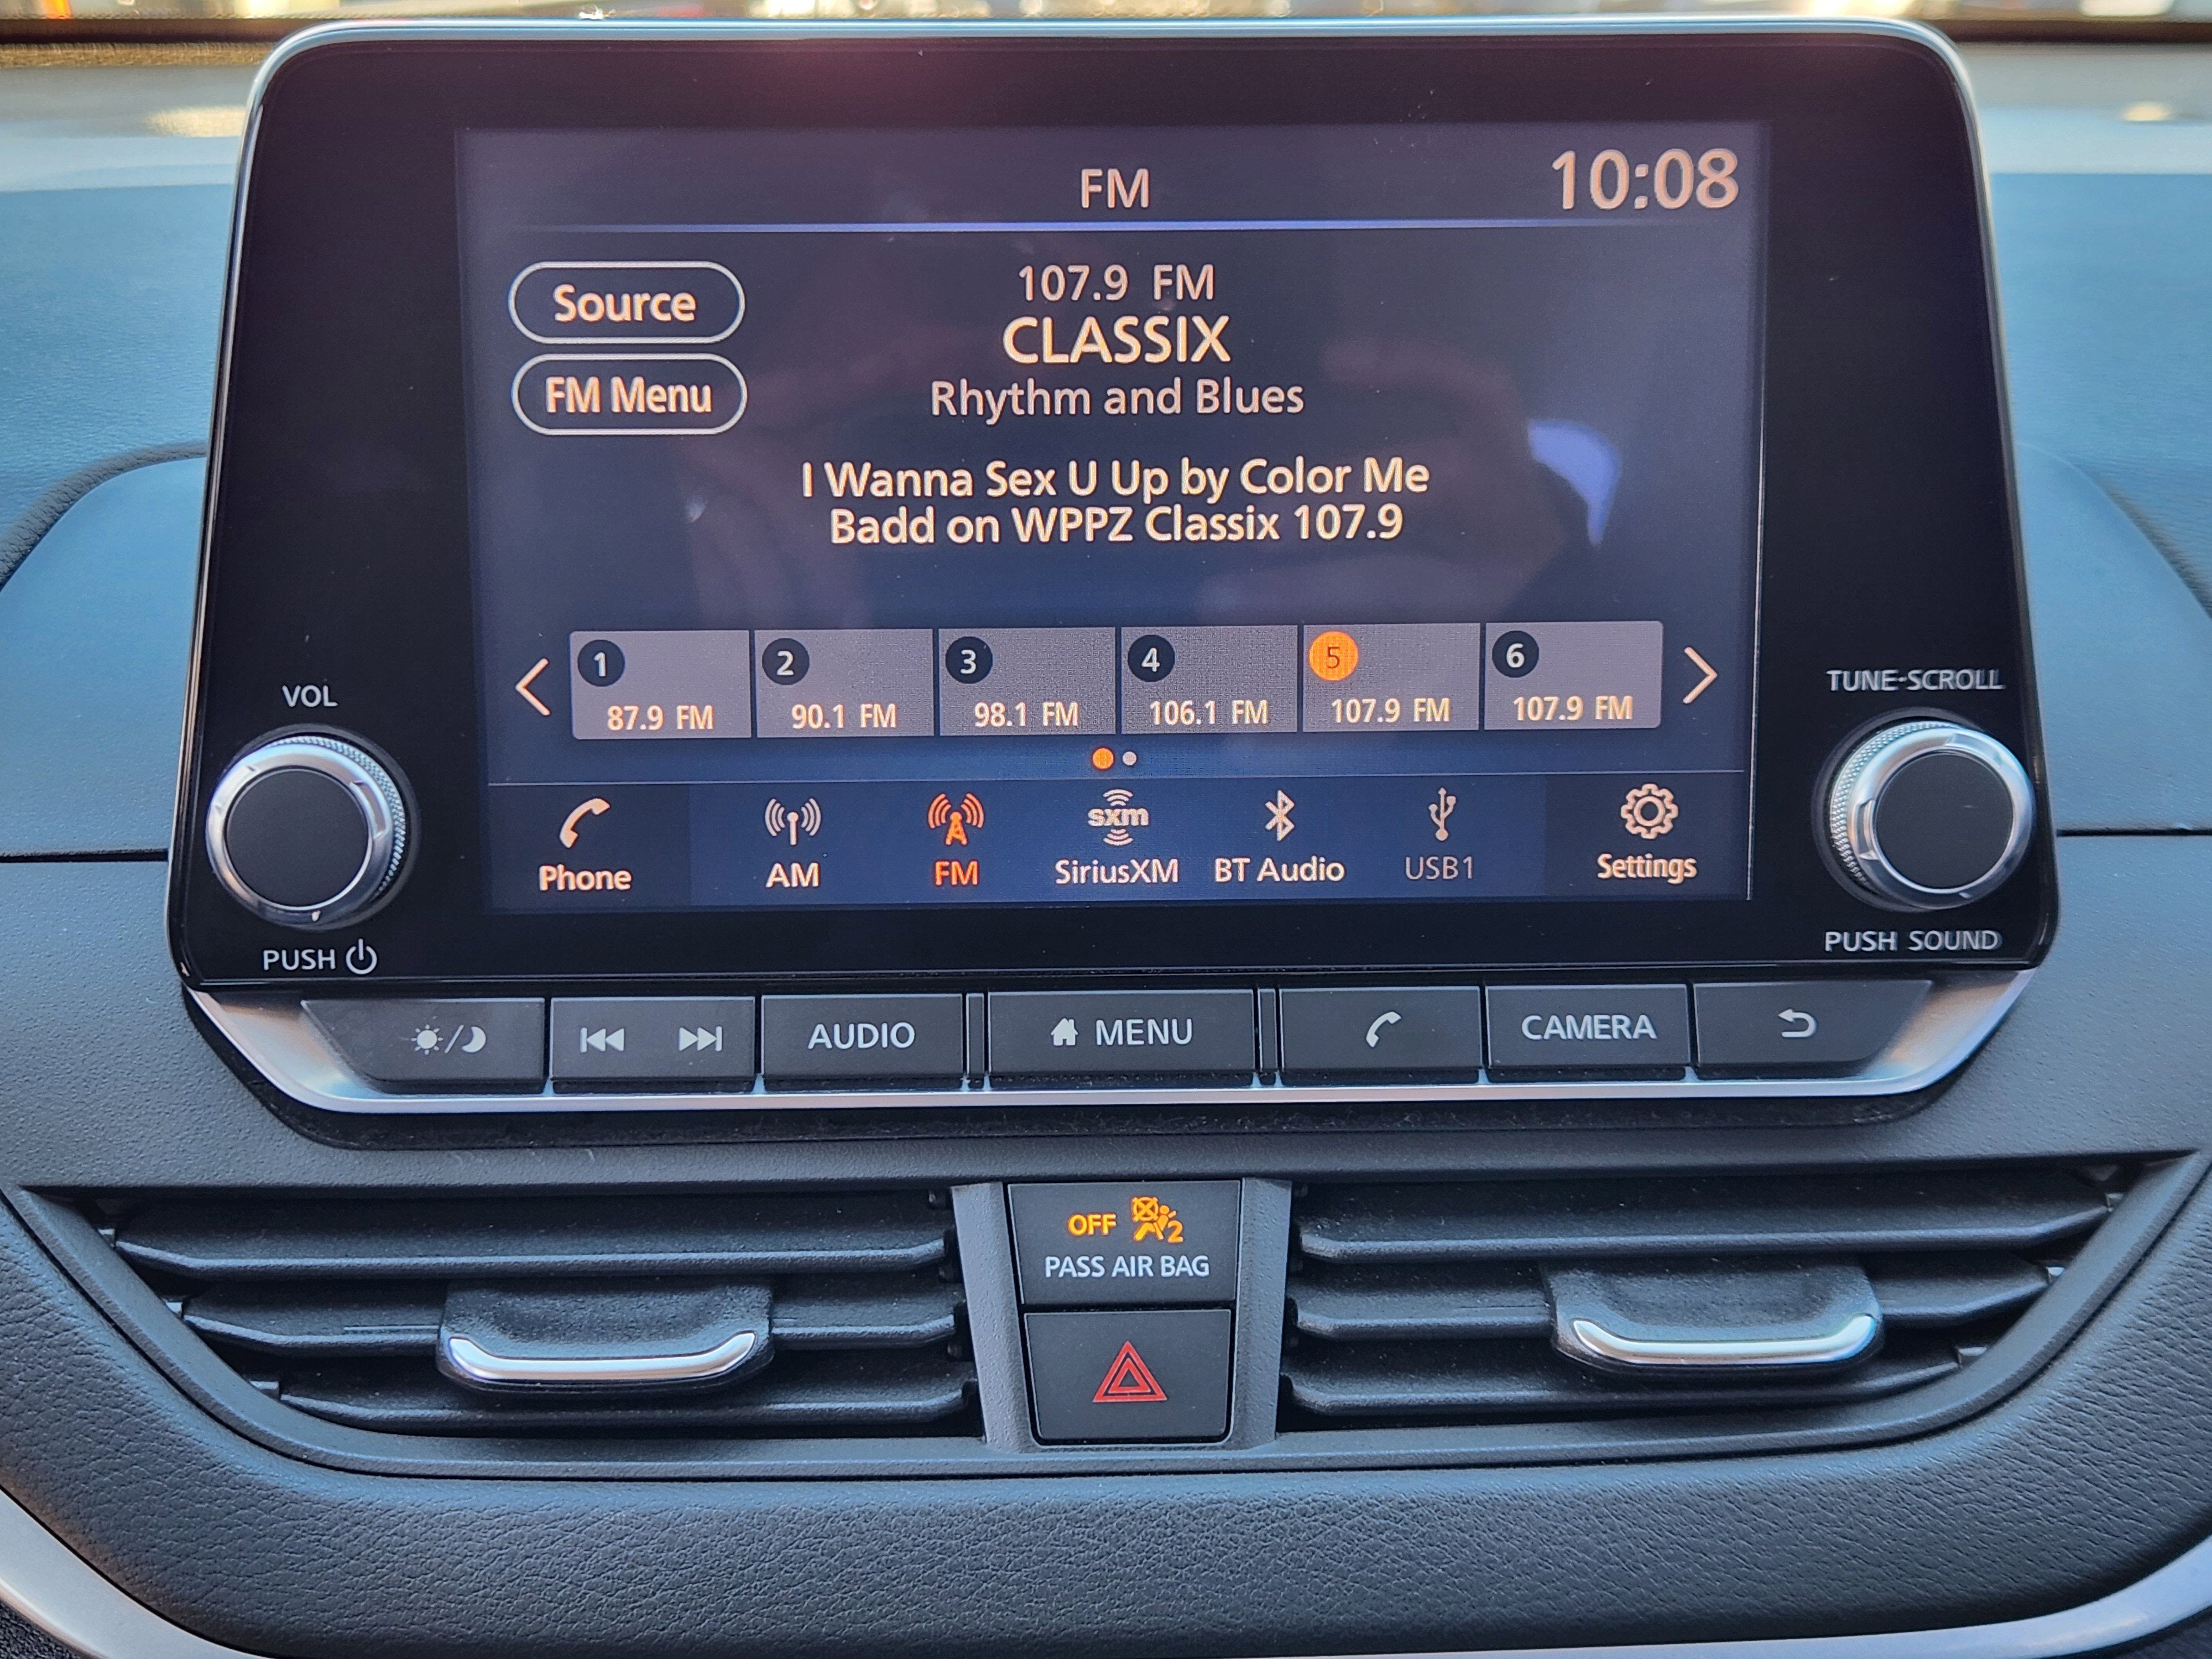 FM
10:08
Source
107.9 FM
CLASSIX
FM Menu
Rhythm and Blues
I Wanna Sex U Up by Color Me
Badd on WPPZ Classix 107.9
1
2
3
4
5
6
87.9 FM
90.1 FM
98.1 FM
106.1 FM
107.9 FM
107.9 FM
VOL
TUNE-SCROLL
sxm
Phone
AM
FM
SiriusXM
BT Audio
USB1
Settings
PUSH
PUSH SOUND
AUDIO
MENU
CAMERA
OFF
2
PASS AIR BAG